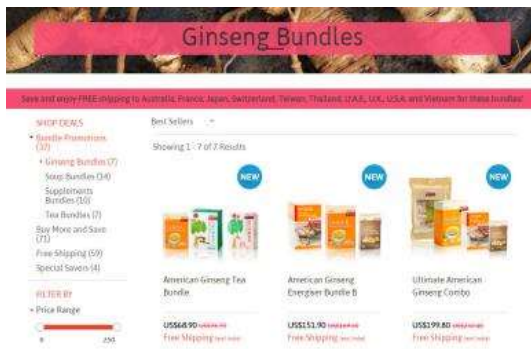 Ginseng Bundles
Save and enjoy FREE shipping to Australia, France, Japan, Switzerland, Taiwan, Thailand, U.A.E., U.K., U.S.A. and Vietnam for these bundles!
SHOP DEALS
Bundle Promotions
(37)
Ginseng Bundles (7)
Soup Bundles (14)
Supplements
Bundles (10)
Tea Bundles (7)
Buy More and Save
(71)
Free Shipping (59)
Special Savers (4)
FILTER BY
Price Range
0 250
Best Sellers
Showing 1 - 7 of 7 Results
NEW
NEW
NEW
American Ginseng Tea
Bundle
US$68.90
Free Shipping
American Ginseng
Energiser Bundle B
US$151.90
Free Shipping
Ultimate American
Ginseng Combo
US$199.80
Free Shipping